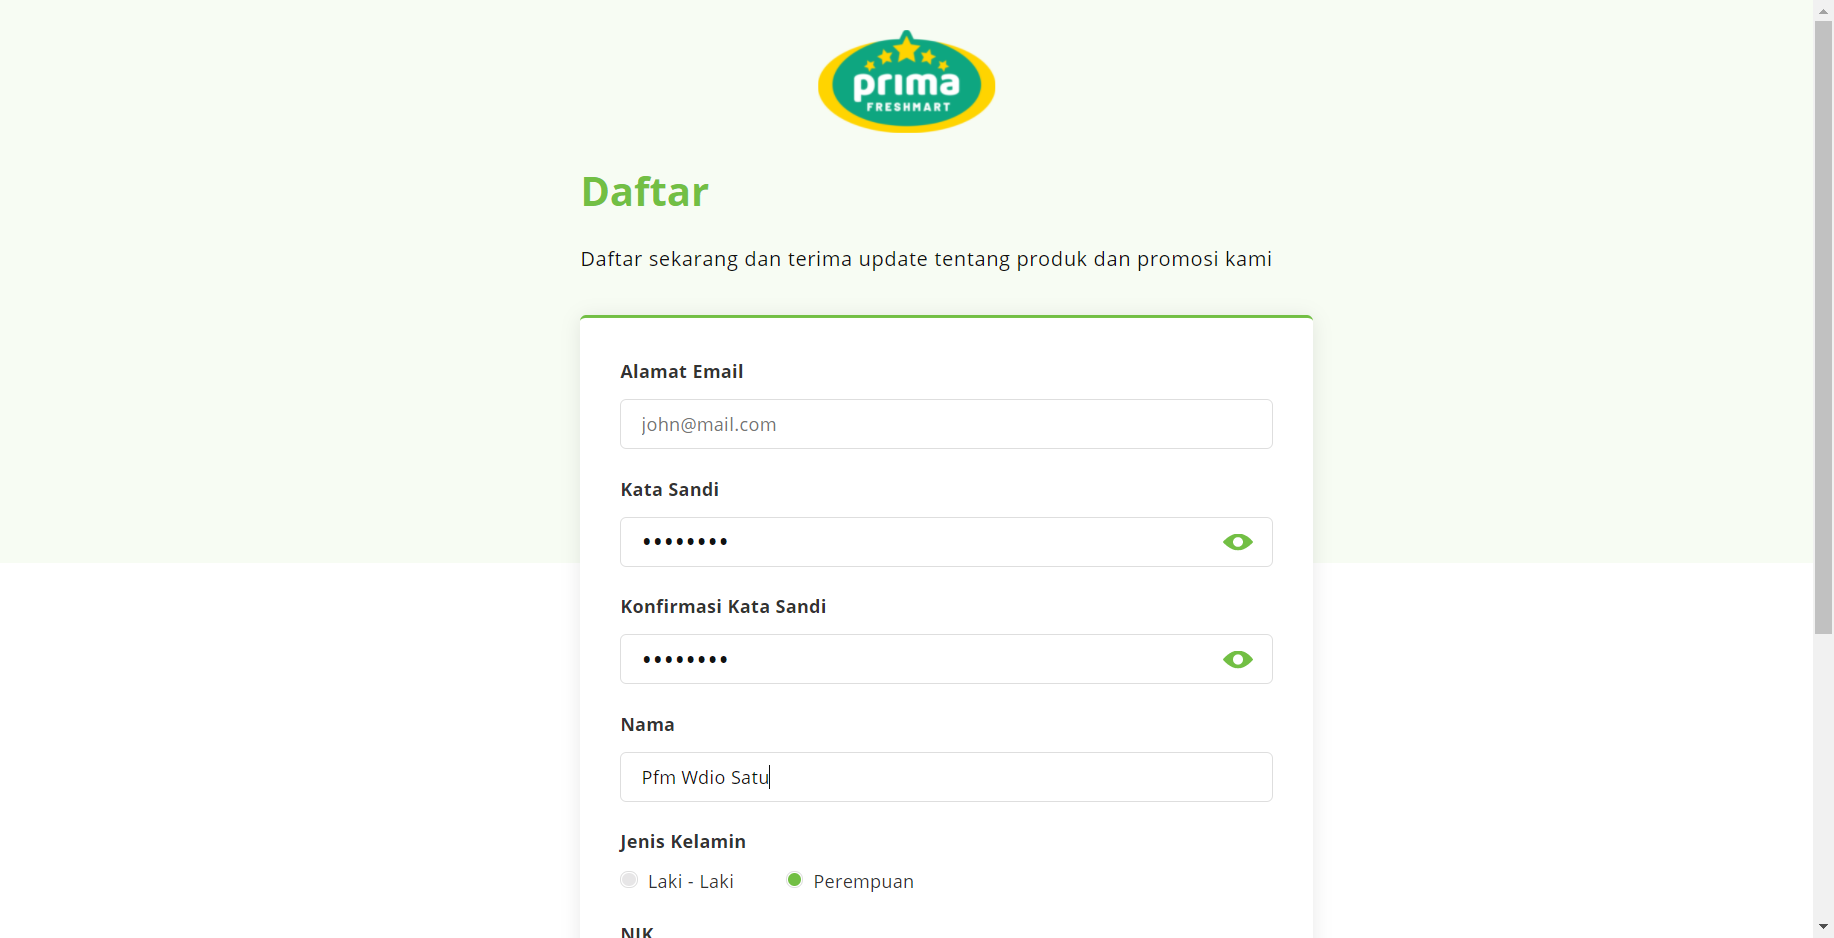 prima
FRESHMART
Daftar
Daftar sekarang dan terima update tentang produk dan promosi kami
Alamat Email
john@mail.com
Kata Sandi
••••••••
Konfirmasi Kata Sandi
••••••••
Nama
Pfm Wdio Satu
Jenis Kelamin
Laki - Laki Perempuan
NIK